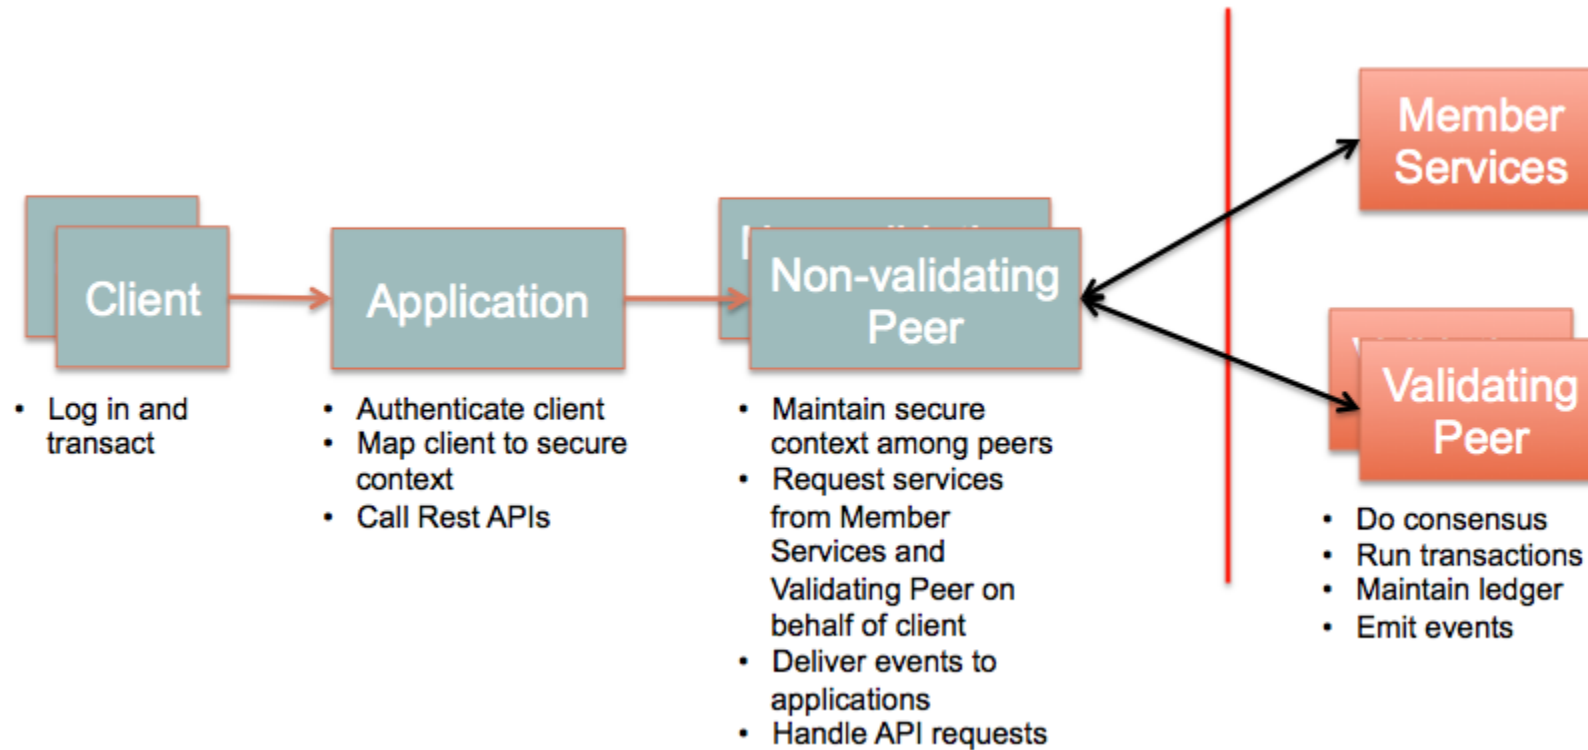 Member
Services
Client
Application
Non-validating
Peer
Validating
Peer
• Log in and
transact
• Authenticate client
• Map client to secure
context
• Call Rest APIs
• Maintain secure
context among peers
• Request services
from Member
Services and
Validating Peer on
behalf of client
• Deliver events to
applications
• Handle API requests
• Do consensus
• Run transactions
• Maintain ledger
• Emit events